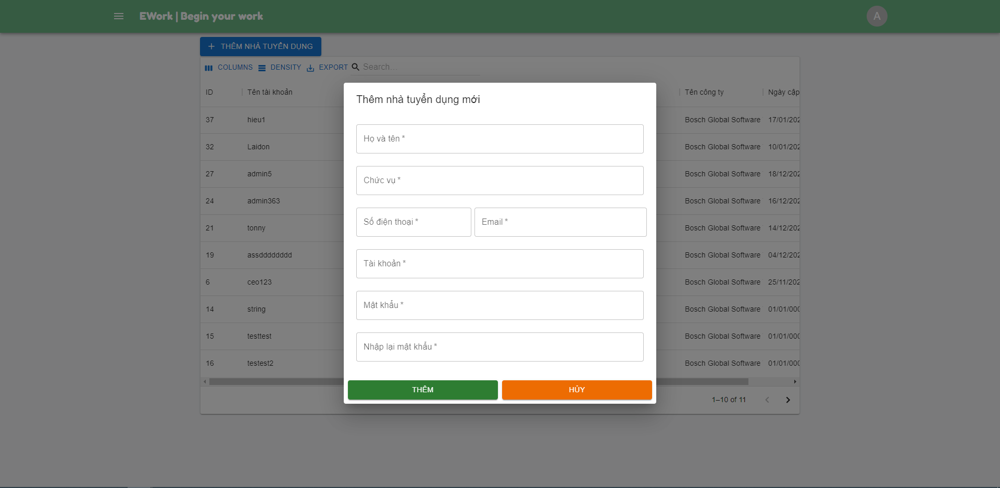 EWork | Begin your work
A
THÊM NHÀ TUYỂN DỤNG
COLUMNS DENSITY EXPORT Search…
ID Tên tài khoản Tên công ty Ngày cấp
37 hieu1 Bosch Global Software 17/01/202
32 Laidon Bosch Global Software 10/01/202
27 admin5 Bosch Global Software 18/12/202
24 admin363 Bosch Global Software 16/12/202
21 tonny Bosch Global Software 14/12/202
19 assdddddddd Bosch Global Software 04/12/202
6 ceo123 Bosch Global Software 25/11/202
14 string Bosch Global Software 01/01/000
15 testtest Bosch Global Software 01/01/000
16 testest2 Bosch Global Software 01/01/000
1–10 of 11
Thêm nhà tuyển dụng mới
Họ và tên *
Chức vụ *
Số điện thoại * Email *
Tài khoản *
Mật khẩu *
Nhập lại mật khẩu *
THÊM HỦY